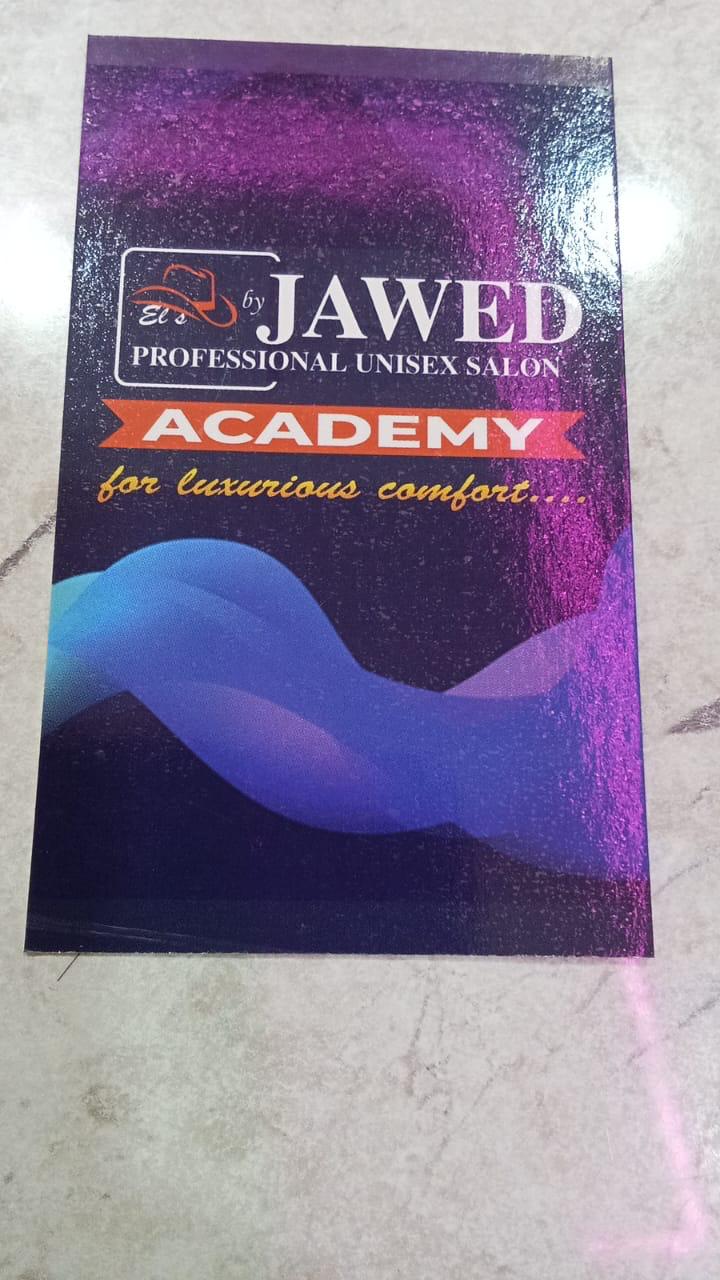 El's by JAWED
PROFESSIONAL UNISEX SALON
ACADEMY
for luxurious comfort....